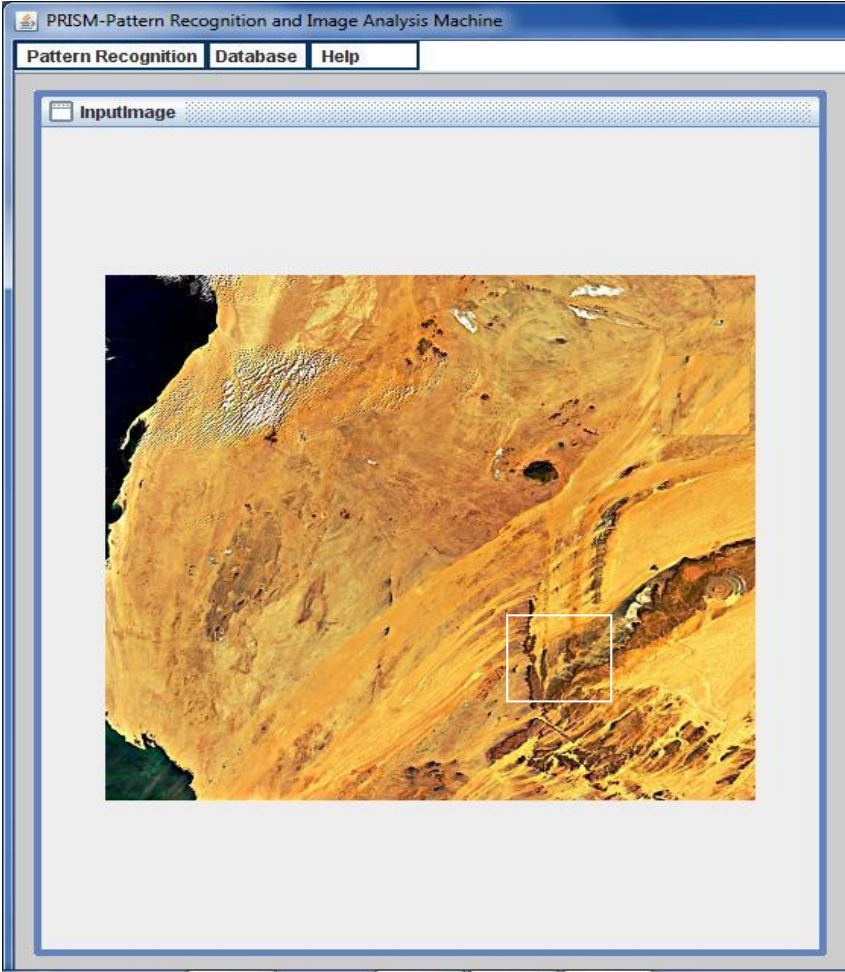 PRISM-Pattern Recognition and Image Analysis Machine
Pattern Recognition Database Help
InputImage